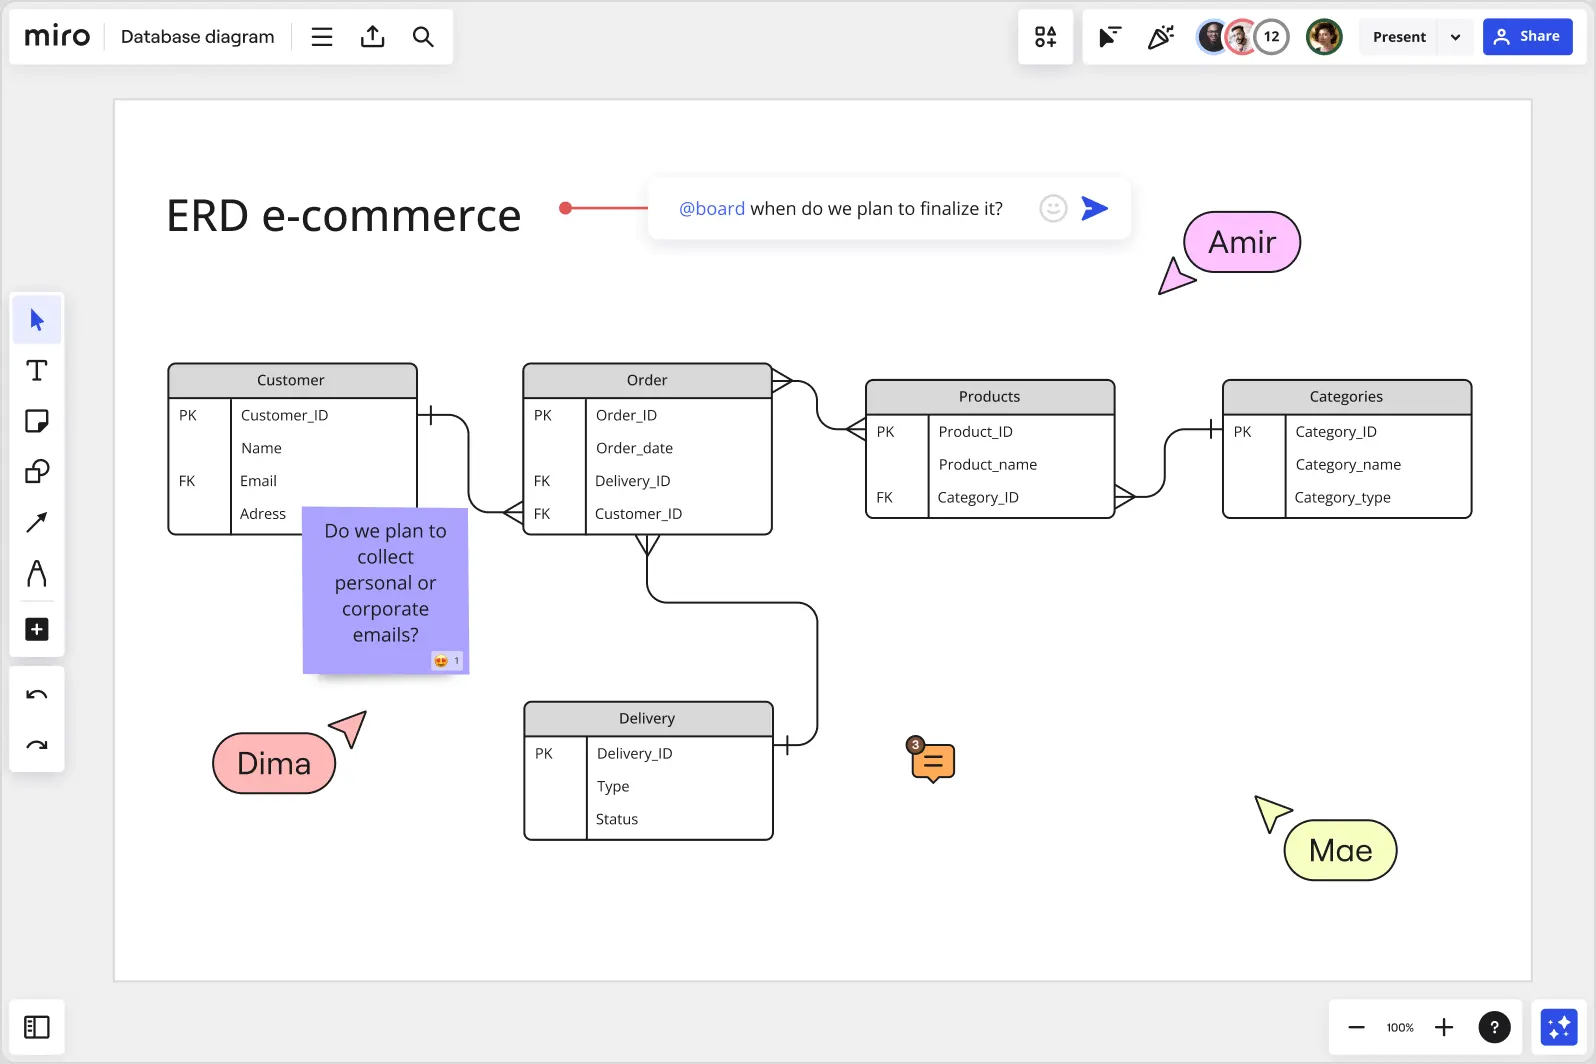 miro
Database diagram
12
Present
Share
ERD e-commerce
@board when do we plan to finalize it?
Amir
Customer
PK Customer_ID
Name
FK Email
Adress
Order
PK Order_ID
Order_date
FK Delivery_ID
FK Customer_ID
Products
PK Product_ID
Product_name
FK Category_ID
Categories
PK Category_ID
Category_name
Category_type
Do we plan to
collect
personal or
corporate
emails?
1
Dima
Delivery
PK Delivery_ID
Type
Status
3
Mae
100%
?